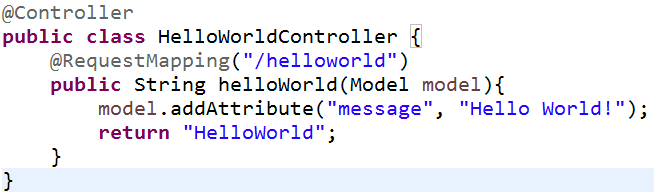 @Controller
public class HelloWorldController {
    @RequestMapping("/helloworld")
    public String helloWorld(Model model){
        model.addAttribute("message", "Hello World!");
        return "HelloWorld";
    }
}